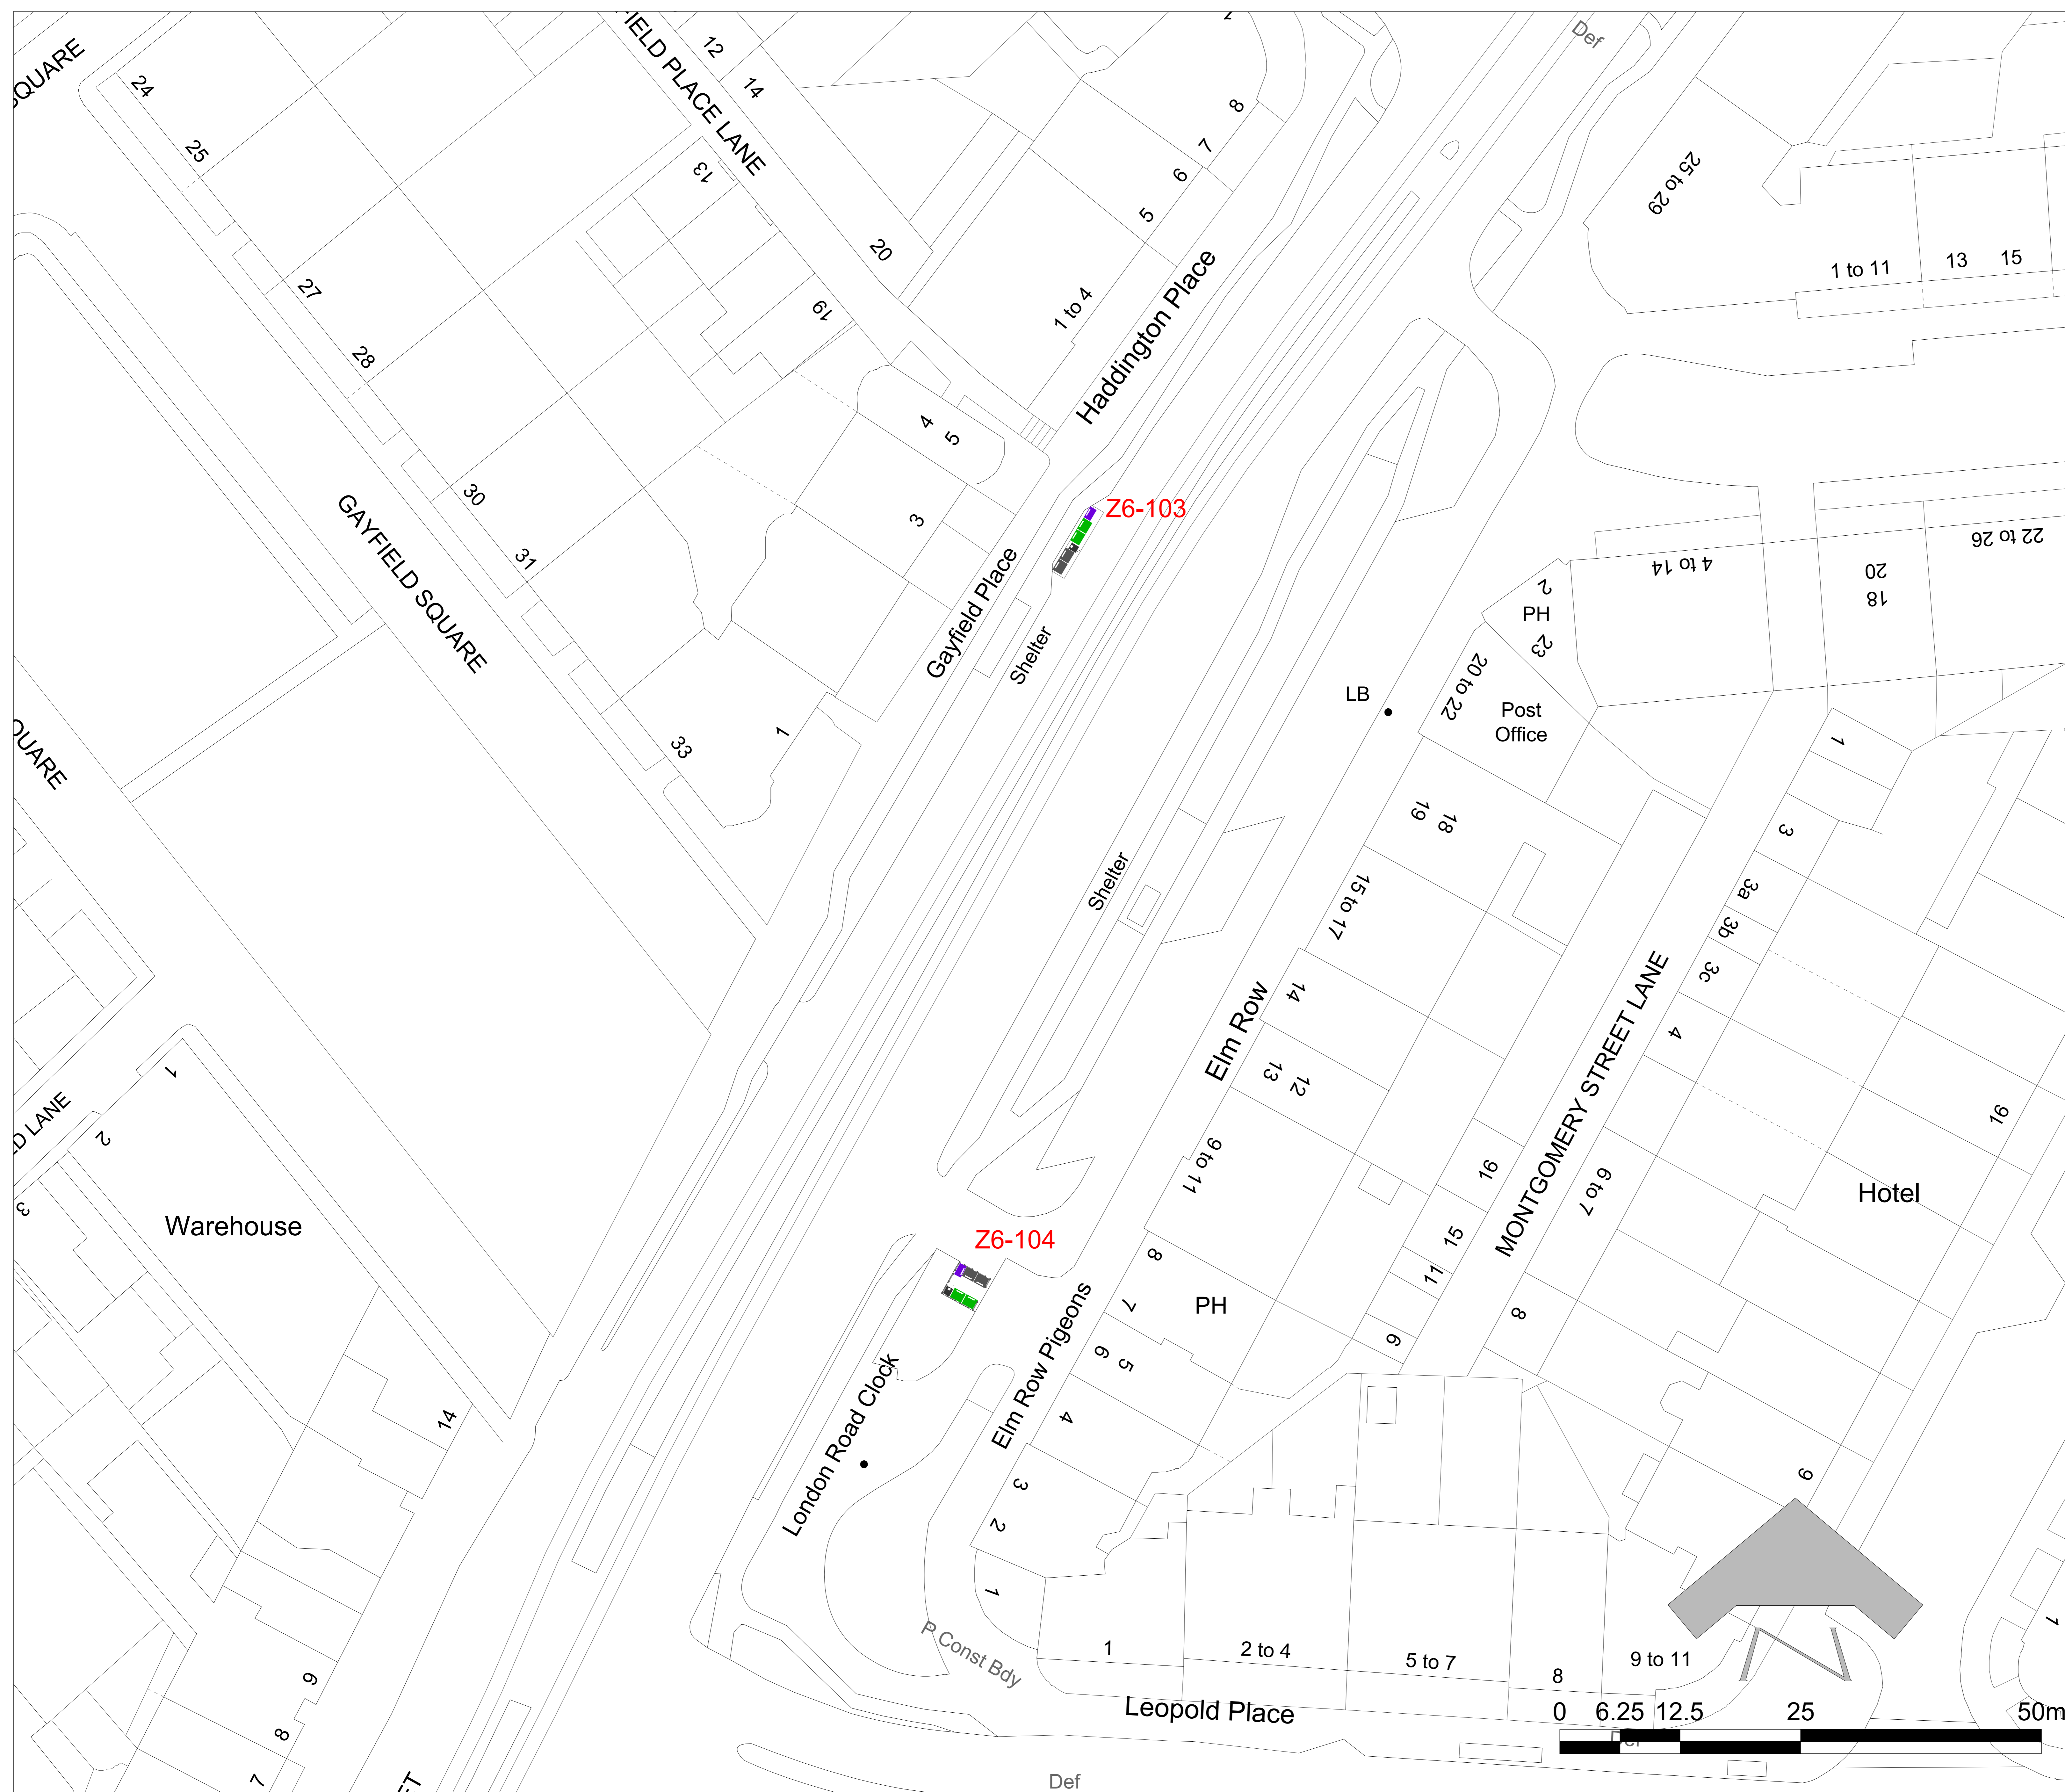 SQUARE
24
25
27
28
30
31
33
FIELD PLACE LANE
12
14
13
19
20
1 to 4
5
6
7
8
Haddington Place
Def
25 to 29
1 to 11
13
15
4
5
3
1
GAYFIELD SQUARE
Gayfield Place
Shelter
Z6-103
22 to 26
20
18
4 to 14
2
PH
23
LB
20 to 22
Post
Office
19
18
15 to 17
14
13
12
9 to 11
Shelter
Elm Row
MONTGOMERY STREET LANE
1
3
3a
3b
3c
4
6 to 7
8
9
16
Hotel
16
15
11
9
QUARE
D LANE
1
2
3
Warehouse
14
Z6-104
8
PH
7
6
5
4
3
2
1
Elm Row Pigeons
London Road Clock
P Const Bdy
1
2 to 4
5 to 7
8
9 to 11
Leopold Place
9
8
7
ET
Def
1
N
0 6.25 12.5 25 50m
Def